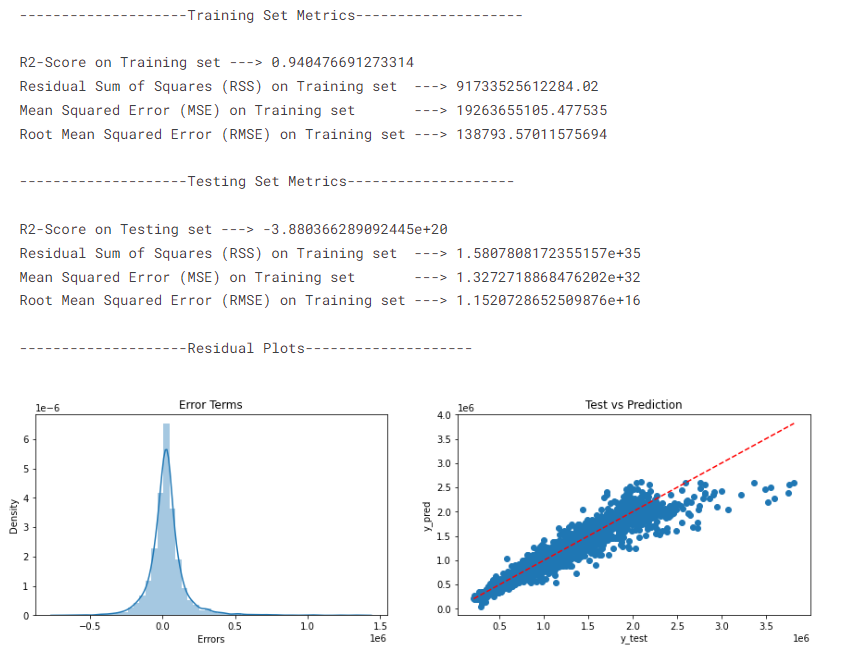 --------------------Training Set Metrics--------------------
R2-Score on Training set ---> 0.940476691273314
Residual Sum of Squares (RSS) on Training set  ---> 91733525612284.02
Mean Squared Error (MSE) on Training set       ---> 19263655105.477535
Root Mean Squared Error (RMSE) on Training set ---> 138793.57011575694
--------------------Testing Set Metrics--------------------
R2-Score on Testing set ---> -3.880366289092445e+20
Residual Sum of Squares (RSS) on Training set  ---> 1.5807808172355157e+35
Mean Squared Error (MSE) on Training set       ---> 1.3272718868476202e+32
Root Mean Squared Error (RMSE) on Training set ---> 1.1520728652509876e+16
--------------------Residual Plots--------------------
Error Terms
1e−6
6
5
4
3
2
1
0
Density
−0.5
0.0
0.5
1.0
1.5
1e6
Errors
Test vs Prediction
1e6
4.0
3.5
3.0
2.5
2.0
1.5
1.0
0.5
0.0
y_pred
0.5
1.0
1.5
2.0
2.5
3.0
3.5
1e6
y_test